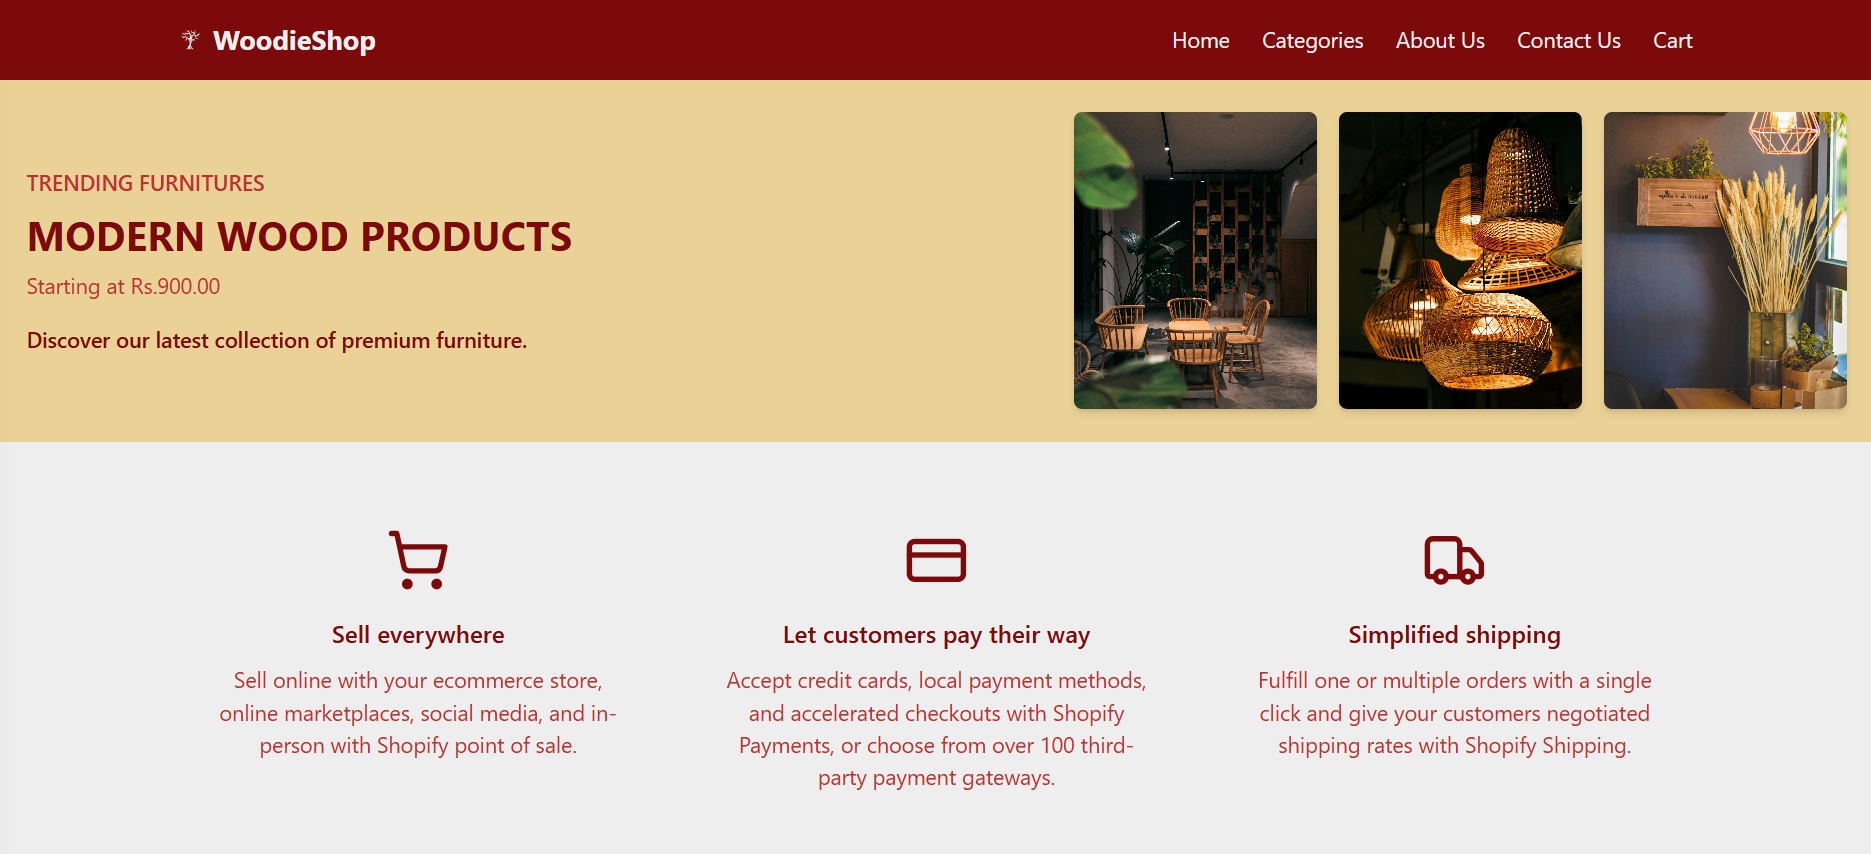 WoodieShop
Home Categories About Us Contact Us Cart
TRENDING FURNITURES
MODERN WOOD PRODUCTS
Starting at Rs.900.00
Discover our latest collection of premium furniture.
Sell everywhere
Sell online with your ecommerce store,
online marketplaces, social media, and in-
person with Shopify point of sale.
Let customers pay their way
Accept credit cards, local payment methods,
and accelerated checkouts with Shopify
Payments, or choose from over 100 third-
party payment gateways.
Simplified shipping
Fulfill one or multiple orders with a single
click and give your customers negotiated
shipping rates with Shopify Shipping.